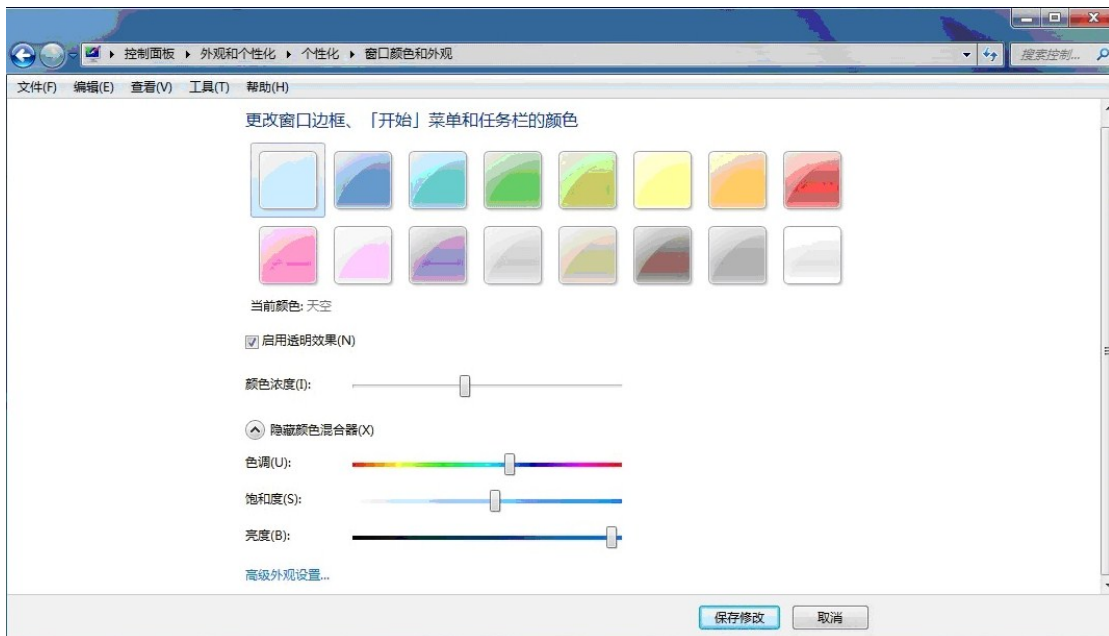 控制面板 ▸ 外观和个性化 ▸ 个性化 ▸ 窗口颜色和外观
搜索控制...
文件(F) 编辑(E) 查看(V) 工具(T) 帮助(H)
更改窗口边框、「开始」菜单和任务栏的颜色
当前颜色: 天空
启用透明效果(N)
颜色浓度(I):
隐藏颜色混合器(X)
色调(U):
饱和度(S):
亮度(B):
高级外观设置...
保存修改 取消